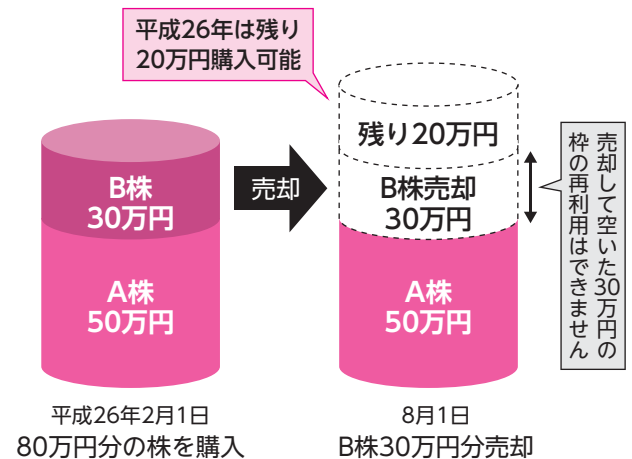 平成26年は残り
20万円購入可能
B株
30万円
A株
50万円
平成26年2月1日
80万円分の株を購入
売却
残り20万円
B株売却
30万円
A株
50万円
8月1日
B株30万円分売却
売却して空いた30万円の
枠の再利用はできません